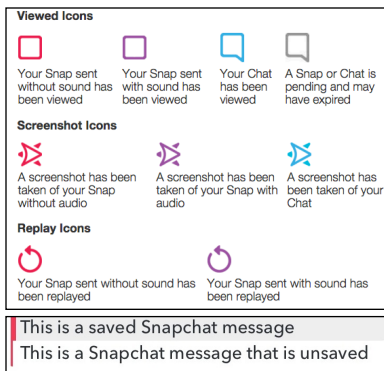 Viewed Icons
Your Snap sent
without sound has
been viewed
Your Snap sent
with sound has
been viewed
Your Chat
has been
viewed
A Snap or Chat is
pending and may
have expired
Screenshot Icons
A screenshot has been
taken of your Snap
without audio
A screenshot has been
taken of your Snap with
audio
A screenshot has
been taken of your
Chat
Replay Icons
Your Snap sent without sound has
been replayed
Your Snap sent with sound has
been replayed
This is a saved Snapchat message
This is a Snapchat message that is unsaved